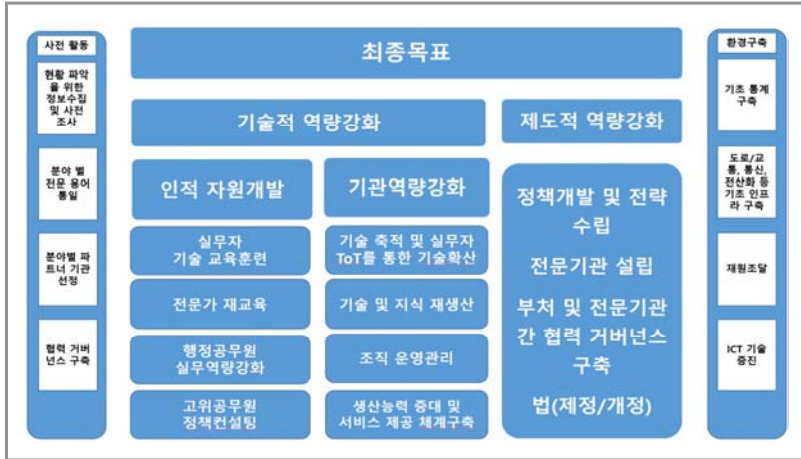 사전 활동
현황 파악
을 위한
정보수집
및 사전
조사
분야 별
전문 용어
통일
분야별 파
트너 기관
선정
협력 거버
넌스 구축
최종목표
기술적 역량강화
제도적 역량강화
인적 자원개발
기관역량강화
실무자
기술 교육훈련
기술 축적 및 실무자
ToT를 통한 기술확산
전문가 재교육
기술 및 지식 재생산
행정공무원
실무역량강화
조직 운영관리
고위공무원
정책컨설팅
생산능력 증대 및
서비스 제공 체계구축
정책개발 및 전략
수립
전문기관 설립
부처 및 전문기관
간 협력 거버넌스
구축
법(제정/개정)
환경구축
기초 통계
구축
도로/교
통, 통신,
전산화 등
기초 인프
라 구축
재원조달
ICT 기술
증진